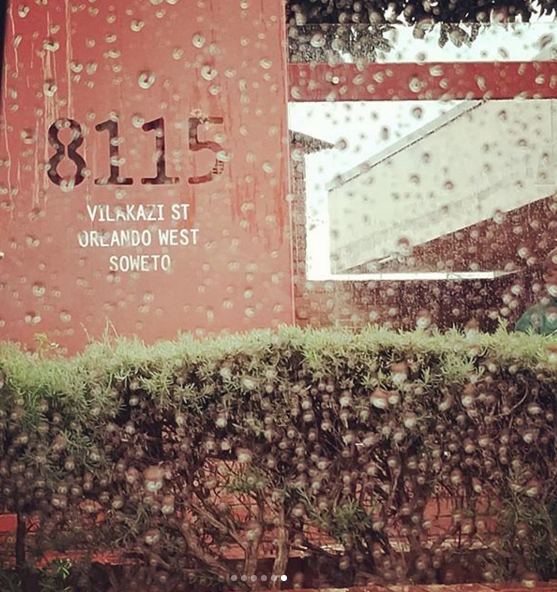 8115
VILAKAZI ST
ORLANDO WEST
SOWETO